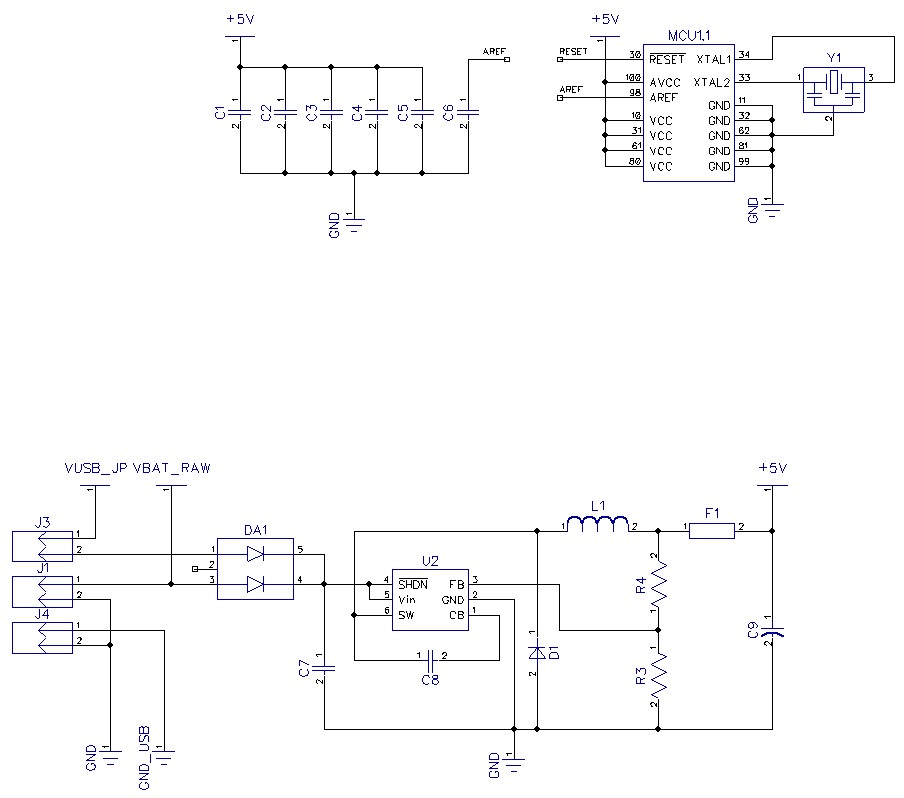 +5V
+5V
MCU1.1
AREF
RESET
AREF
1
1
30
100
98
10
31
61
80
RESET
AVCC
AREF
VCC
VCC
VCC
VCC
XTAL1
XTAL2
GND
GND
GND
GND
GND
34
33
11
32
62
81
99
Y1
1
3
2
C1
1
2
C2
1
2
C3
1
2
C4
1
2
C5
1
2
C6
1
2
GND
1
GND
1
VUSB_JP
VBAT_RAW
+5V
1
1
1
J3
1
2
J1
1
2
J4
1
2
DA1
1
2
3
5
4
U2
4
5
6
SHDN
Vin
SW
FB
GND
CB
3
2
1
L1
1
2
F1
1
2
R4
2
1
R3
1
2
C9
1
2
D1
1
2
C7
1
2
C8
1
2
GND
1
GND_USB
1
GND
1